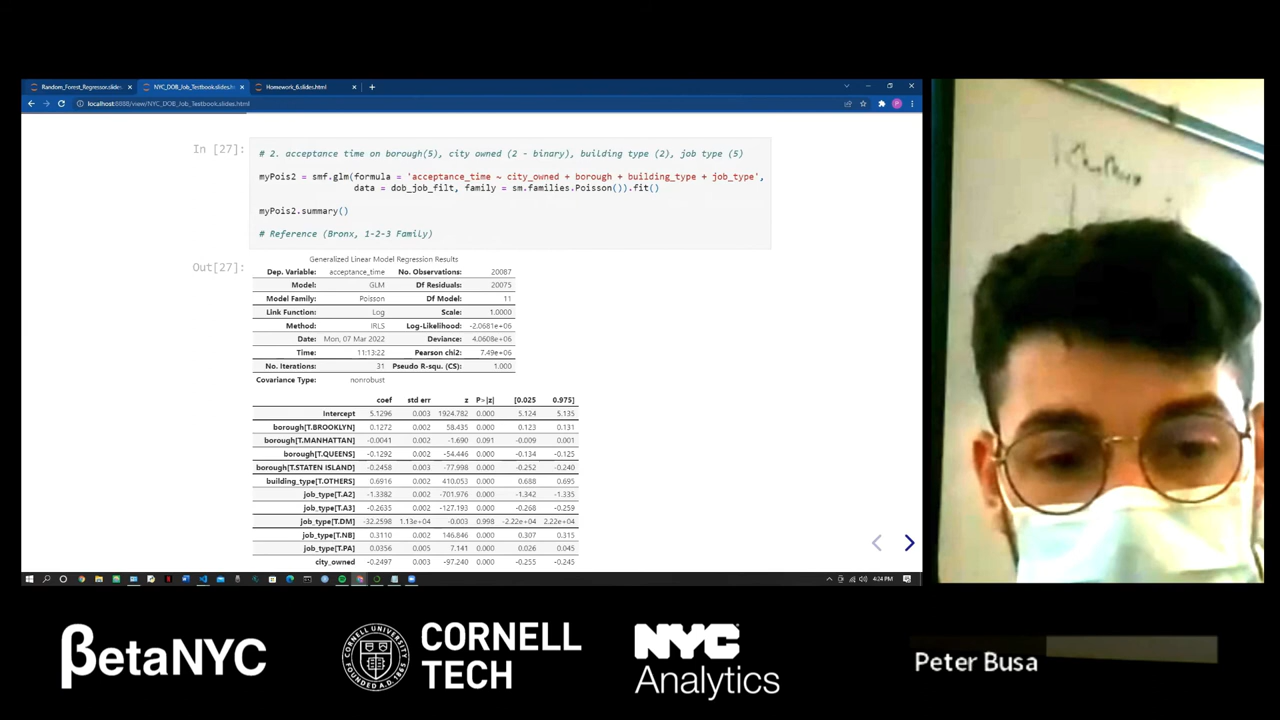 Random_Forest_Regressor.slides
NYC_DOB_Job_Testbook.slides.h
Homework_6.slides.html
localhost:8888/view/NYC_DOB_Job_Testbook.slides.html
In [27]:
# 2. acceptance time on borough(5), city owned (2 - binary), building type (2), job type (5)
myPois2 = smf.glm(formula = 'acceptance_time ~ city_owned + borough + building_type + job_type',
data = dob_job_filt, family = sm.families.Poisson()).fit()
myPois2.summary()
# Reference (Bronx, 1-2-3 Family)
Out[27]:
Generalized Linear Model Regression Results
Dep. Variable: acceptance_time No. Observations: 20087
Model: GLM Df Residuals: 20075
Model Family: Poisson Df Model: 11
Link Function: Log Scale: 1.0000
Method: IRLS Log-Likelihood: -2.0681e+06
Date: Mon, 07 Mar 2022 Deviance: 4.0608e+06
Time: 11:13:22 Pearson chi2: 7.49e+06
No. Iterations: 31 Pseudo R-squ. (CS): 1.000
Covariance Type: nonrobust
coef std err z P>|z| [0.025 0.975]
Intercept 5.1296 0.003 1924.782 0.000 5.124 5.135
borough[T.BROOKLYN] 0.1272 0.002 58.435 0.000 0.123 0.131
borough[T.MANHATTAN] -0.0041 0.002 -1.690 0.091 -0.009 0.001
borough[T.QUEENS] -0.1292 0.002 -54.446 0.000 -0.134 -0.125
borough[T.STATEN ISLAND] -0.2458 0.003 -77.998 0.000 -0.252 -0.240
building_type[T.OTHERS] 0.6916 0.002 410.053 0.000 0.688 0.695
job_type[T.A2] -1.3382 0.002 -701.976 0.000 -1.342 -1.335
job_type[T.A3] -0.2635 0.002 -127.193 0.000 -0.268 -0.259
job_type[T.DM] -32.2598 1.13e+04 -0.003 0.998 -2.22e+04 2.22e+04
job_type[T.NB] 0.3110 0.002 146.846 0.000 0.307 0.315
job_type[T.PA] 0.0356 0.005 7.141 0.000 0.026 0.045
city_owned -0.2497 0.003 -97.240 0.000 -0.255 -0.245
4:24 PM
βetaNYC
CORNELL
TECH
NYC
Analytics
Peter Busa